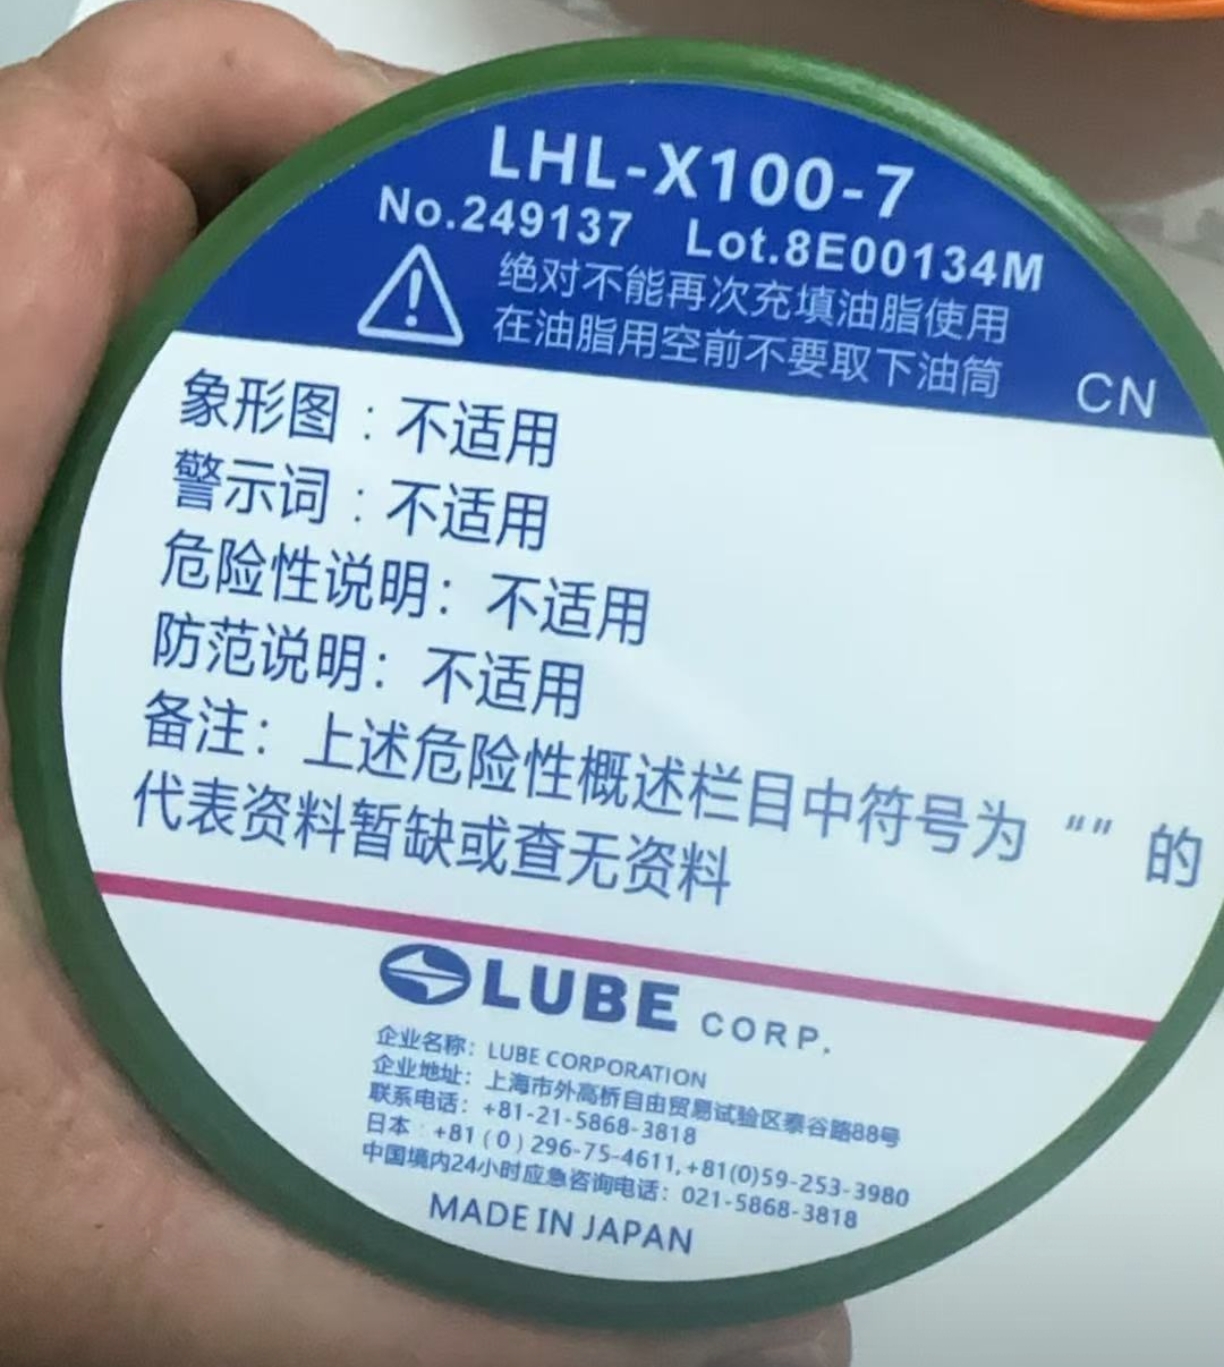 LHL-X100-7
No.249137 Lot.8E00134M
绝对不能再次充填油脂使用
在油脂用空前不要取下油筒
CN
象形图：不适用
警示词：不适用
危险性说明：不适用
防范说明：不适用
备注：上述危险性概述栏目中符号为“”的
代表资料暂缺或查无资料
LUBE CORP.
企业名称：LUBE CORPORATION
企业地址：上海市外高桥自由贸易试验区泰谷路88号
联系电话：+81-21-5868-3818
日本：+81(0)296-75-4611,+81(0)59-253-3980
中国境内24小时应急咨询电话：021-5868-3818
MADE IN JAPAN